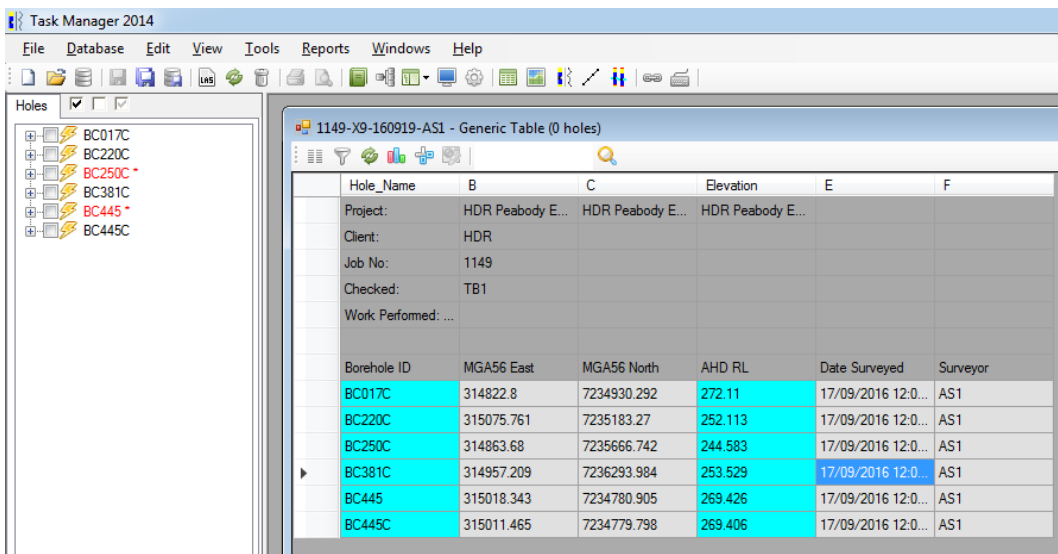 Task Manager 2014
File Database Edit View Tools Reports Windows Help
LAS
Holes
BC017C
BC220C
BC250C *
BC381C
BC445 *
BC445C
1149-X9-160919-AS1 - Generic Table (0 holes)
Hole_Name B C Elevation E F
Project: HDR Peabody E... HDR Peabody E... HDR Peabody E...
Client: HDR
Job No: 1149
Checked: TB1
Work Performed: ...
Borehole ID MGA56 East MGA56 North AHD RL Date Surveyed Surveyor
BC017C 314822.8 7234930.292 272.11 17/09/2016 12:0... AS1
BC220C 315075.761 7235183.27 252.113 17/09/2016 12:0... AS1
BC250C 314863.68 7235666.742 244.583 17/09/2016 12:0... AS1
BC381C 314957.209 7236293.984 253.529 17/09/2016 12:0... AS1
BC445 315018.343 7234780.905 269.426 17/09/2016 12:0... AS1
BC445C 315011.465 7234779.798 269.406 17/09/2016 12:0... AS1